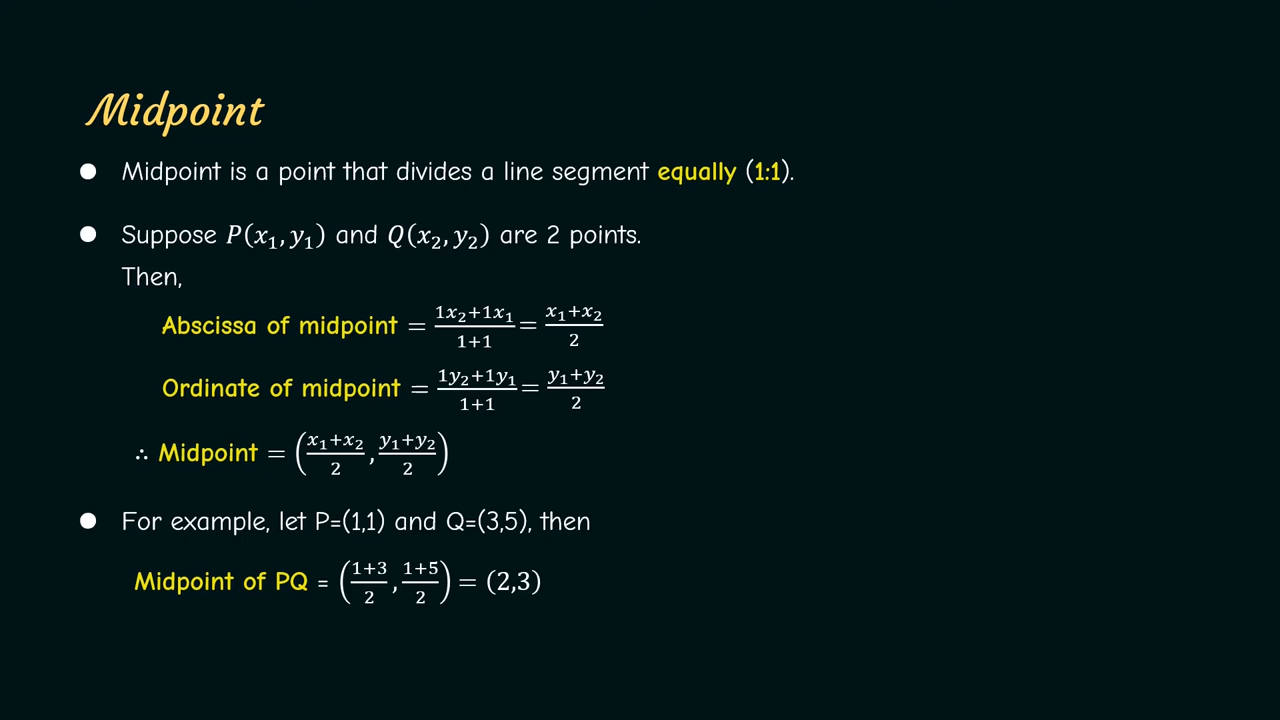 Midpoint
● Midpoint is a point that divides a line segment equally (1:1).
● Suppose P(x₁, y₁) and Q(x₂, y₂) are 2 points.
Then,
Abscissa of midpoint = (1x₂+1x₁)/(1+1) = (x₁+x₂)/2
Ordinate of midpoint = (1y₂+1y₁)/(1+1) = (y₁+y₂)/2
∴ Midpoint = ((x₁+x₂)/2, (y₁+y₂)/2)
● For example, let P=(1,1) and Q=(3,5), then
Midpoint of PQ = ((1+3)/2, (1+5)/2) = (2,3)